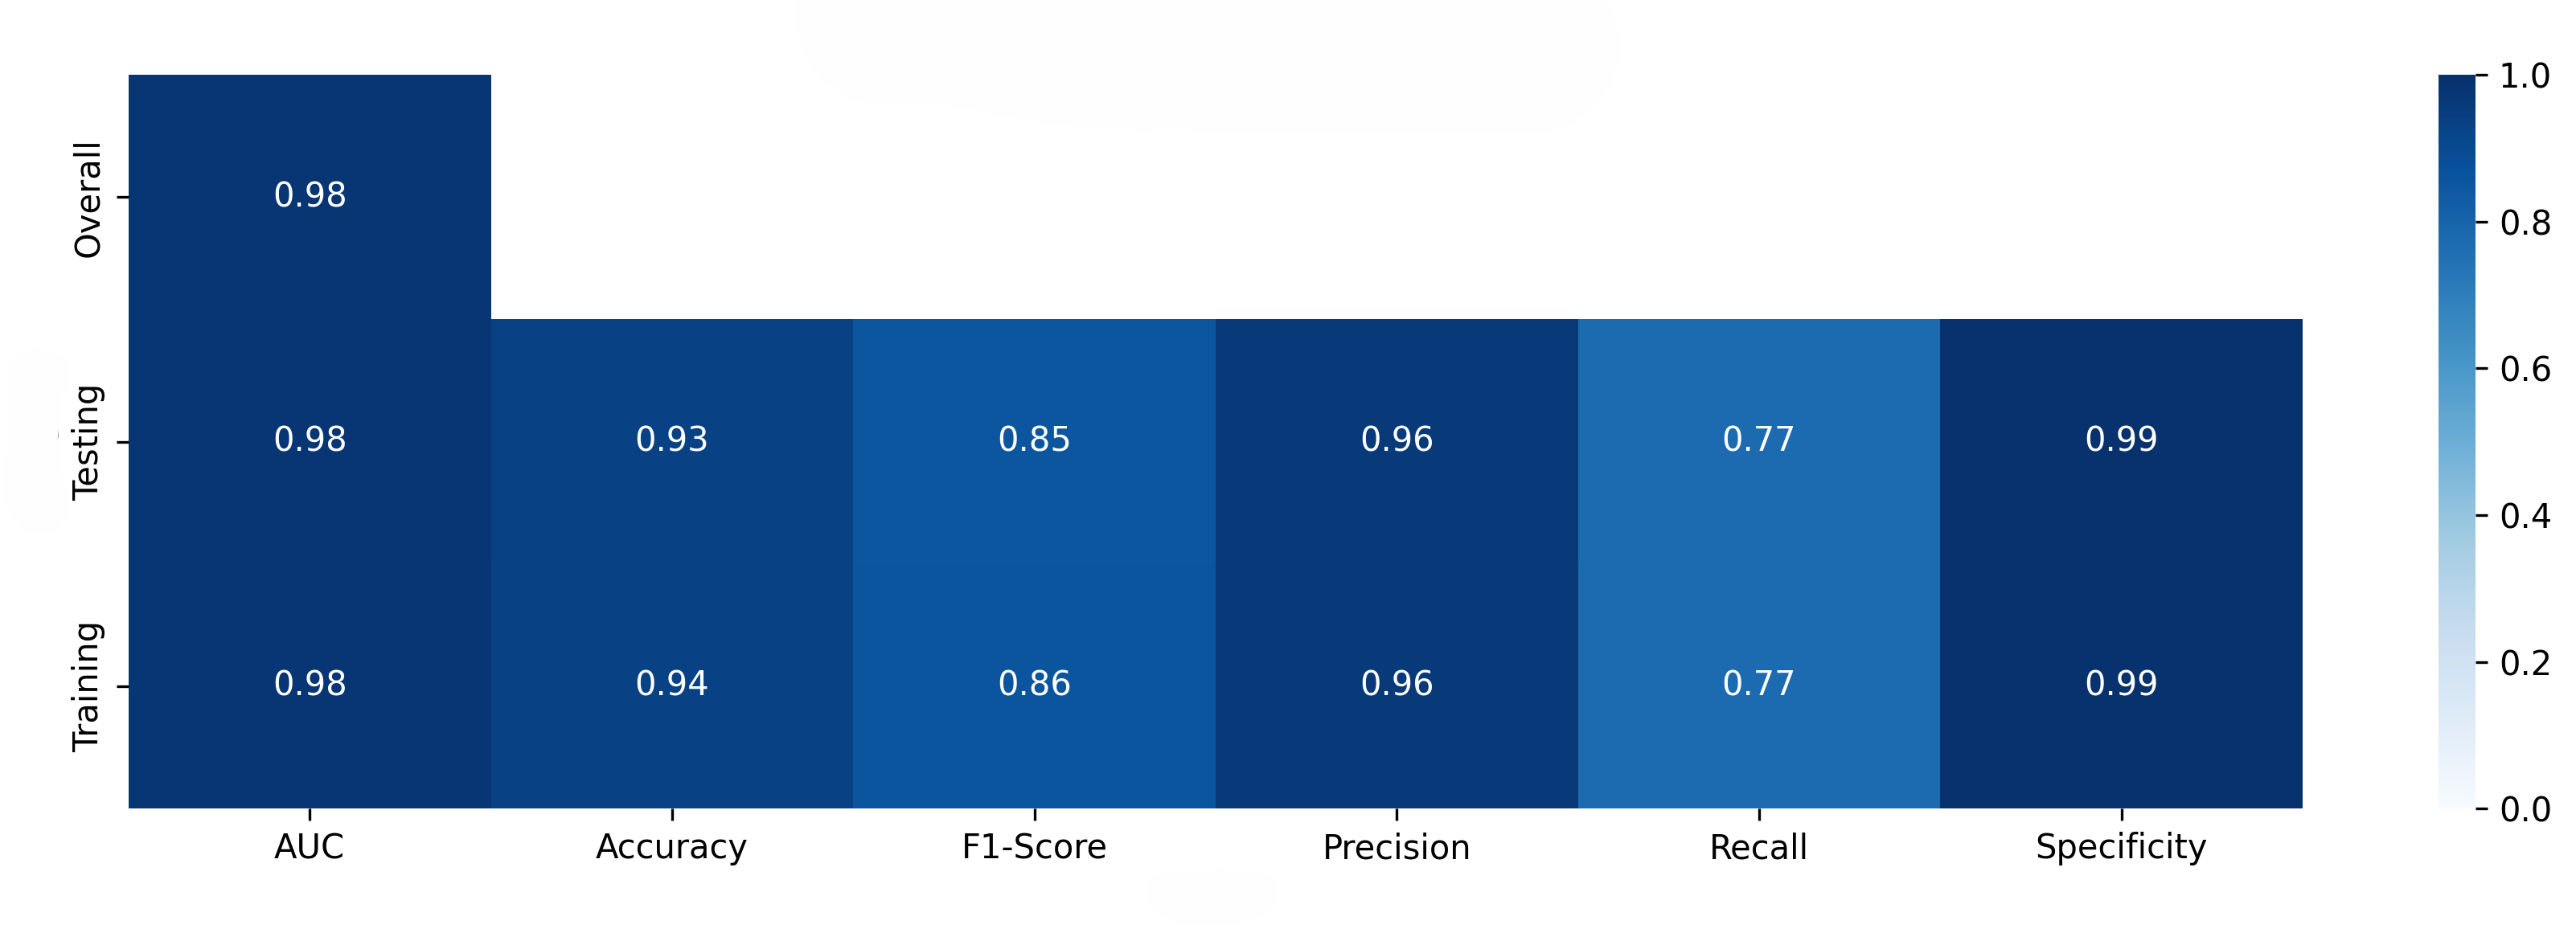 Overall 0.98
Testing 0.98 0.93 0.85 0.96 0.77 0.99
Training 0.98 0.94 0.86 0.96 0.77 0.99
AUC Accuracy F1-Score Precision Recall Specificity
1.0
0.8
0.6
0.4
0.2
0.0